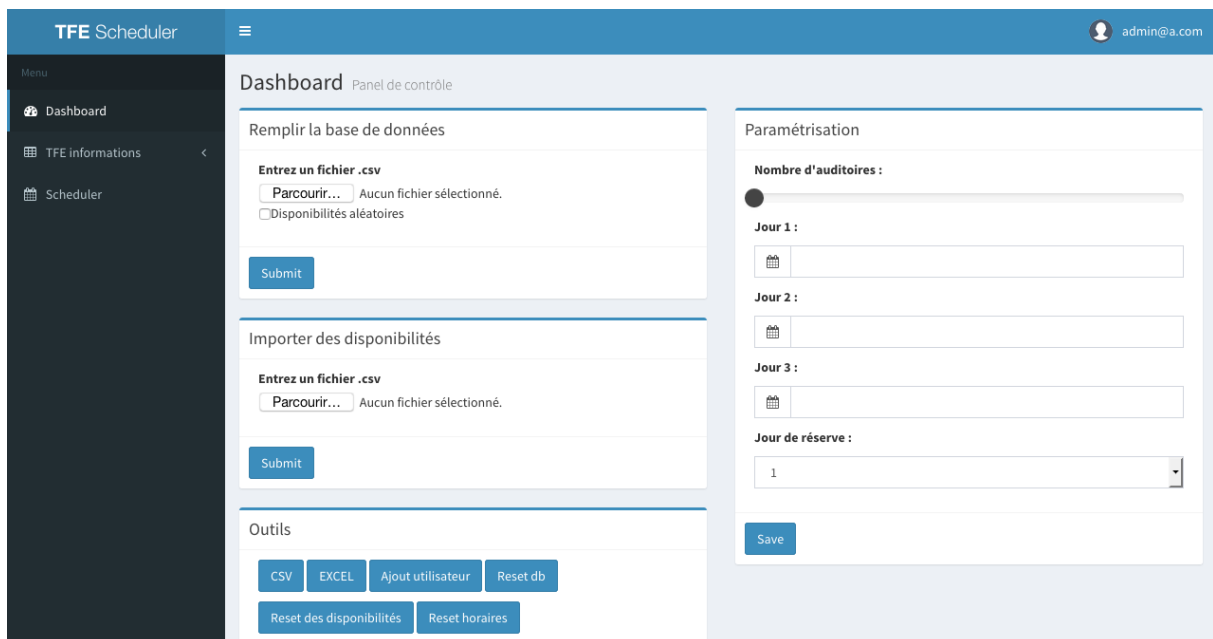 TFE Scheduler
admin@a.com
Menu
Dashboard
TFE informations
Scheduler
Dashboard Panel de contrôle
Remplir la base de données
Entrez un fichier .csv
Parcourir... Aucun fichier sélectionné.
Disponibilités aléatoires
Submit
Importer des disponibilités
Entrez un fichier .csv
Parcourir... Aucun fichier sélectionné.
Submit
Outils
CSV EXCEL Ajout utilisateur Reset db
Reset des disponibilités Reset horaires
Paramétrisation
Nombre d'auditoires :
Jour 1 :
Jour 2 :
Jour 3 :
Jour de réserve :
1
Save